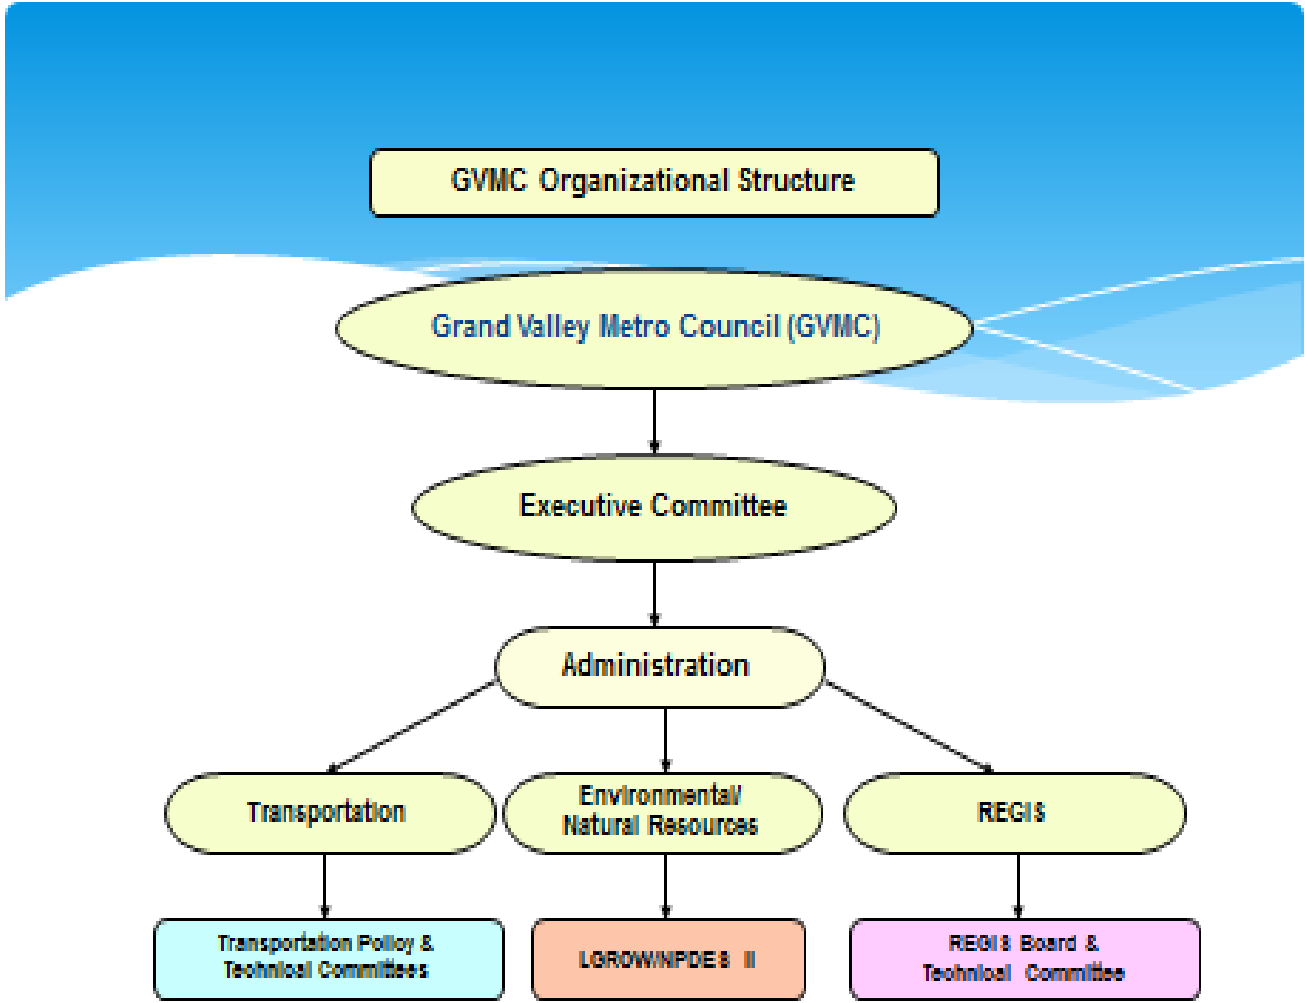 GVMC Organizational Structure
Grand Valley Metro Council (GVMC)
Executive Committee
Administration
Transportation
Environmental/
Natural Resources
REGIS
Transportation Policy &
Technical Committees
LGROW/NPDES II
REGIS Board &
Technical Committee